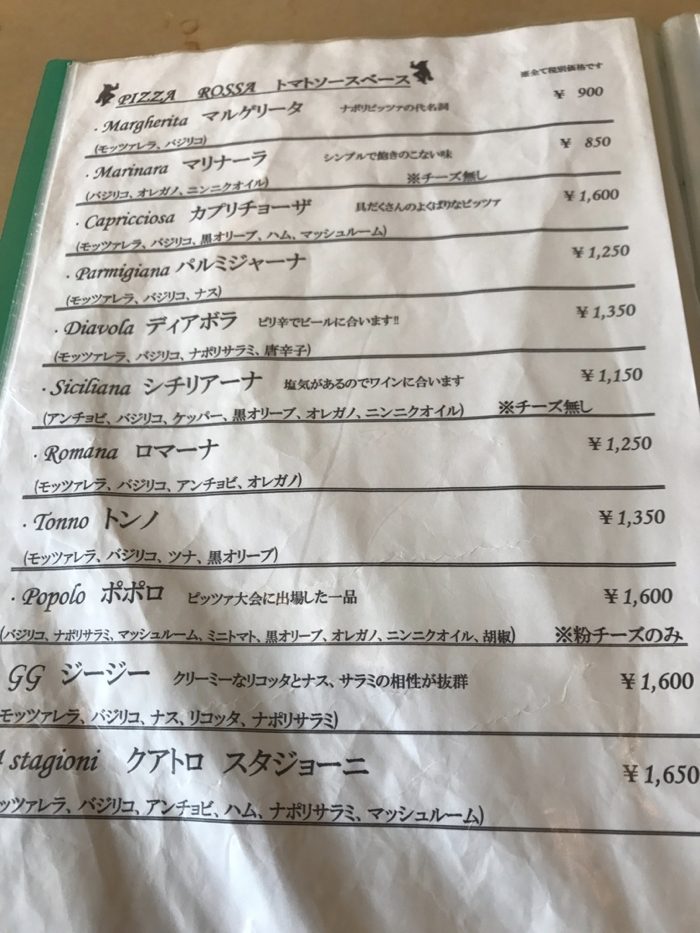 PIZZA ROSSA トマトソースベース
※全て税別価格です
・Margherita マルゲリータ ナポリピッツァの代名詞 ¥ 900
(モッツァレラ、バジリコ)
・Marinara マリナーラ シンプルで飽きのこない味 ¥ 850
(バジリコ、オレガノ、ニンニクオイル) ※チーズ無し
・Capricciosa カプリチョーザ 具だくさんのよくばりなピッツァ ¥1,600
(モッツァレラ、バジリコ、黒オリーブ、ハム、マッシュルーム)
・Parmigiana パルミジャーナ ¥1,250
(モッツァレラ、バジリコ、ナス)
・Diavola ディアボラ ピリ辛でビールに合います!! ¥1,350
(モッツァレラ、バジリコ、ナポリサラミ、唐辛子)
・Siciliana シチリアーナ 塩気があるのでワインに合います ¥1,150
(アンチョビ、バジリコ、ケッパー、黒オリーブ、オレガノ、ニンニクオイル) ※チーズ無し
・Romana ロマーナ ¥1,250
(モッツァレラ、バジリコ、アンチョビ、オレガノ)
・Tonno トンノ ¥1,350
(モッツァレラ、バジリコ、ツナ、黒オリーブ)
・Popolo ポポロ ピッツァ大会に出場した一品 ¥1,600
(バジリコ、ナポリサラミ、マッシュルーム、ミニトマト、黒オリーブ、オレガノ、ニンニクオイル、胡椒) ※粉チーズのみ
GG ジージー クリーミーなリコッタとナス、サラミの相性が抜群 ¥1,600
モッツァレラ、バジリコ、ナス、リコッタ、ナポリサラミ)
4 stagioni クアトロ スタジョーニ ¥1,650
ッツァレラ、バジリコ、アンチョビ、ハム、ナポリサラミ、マッシュルーム)